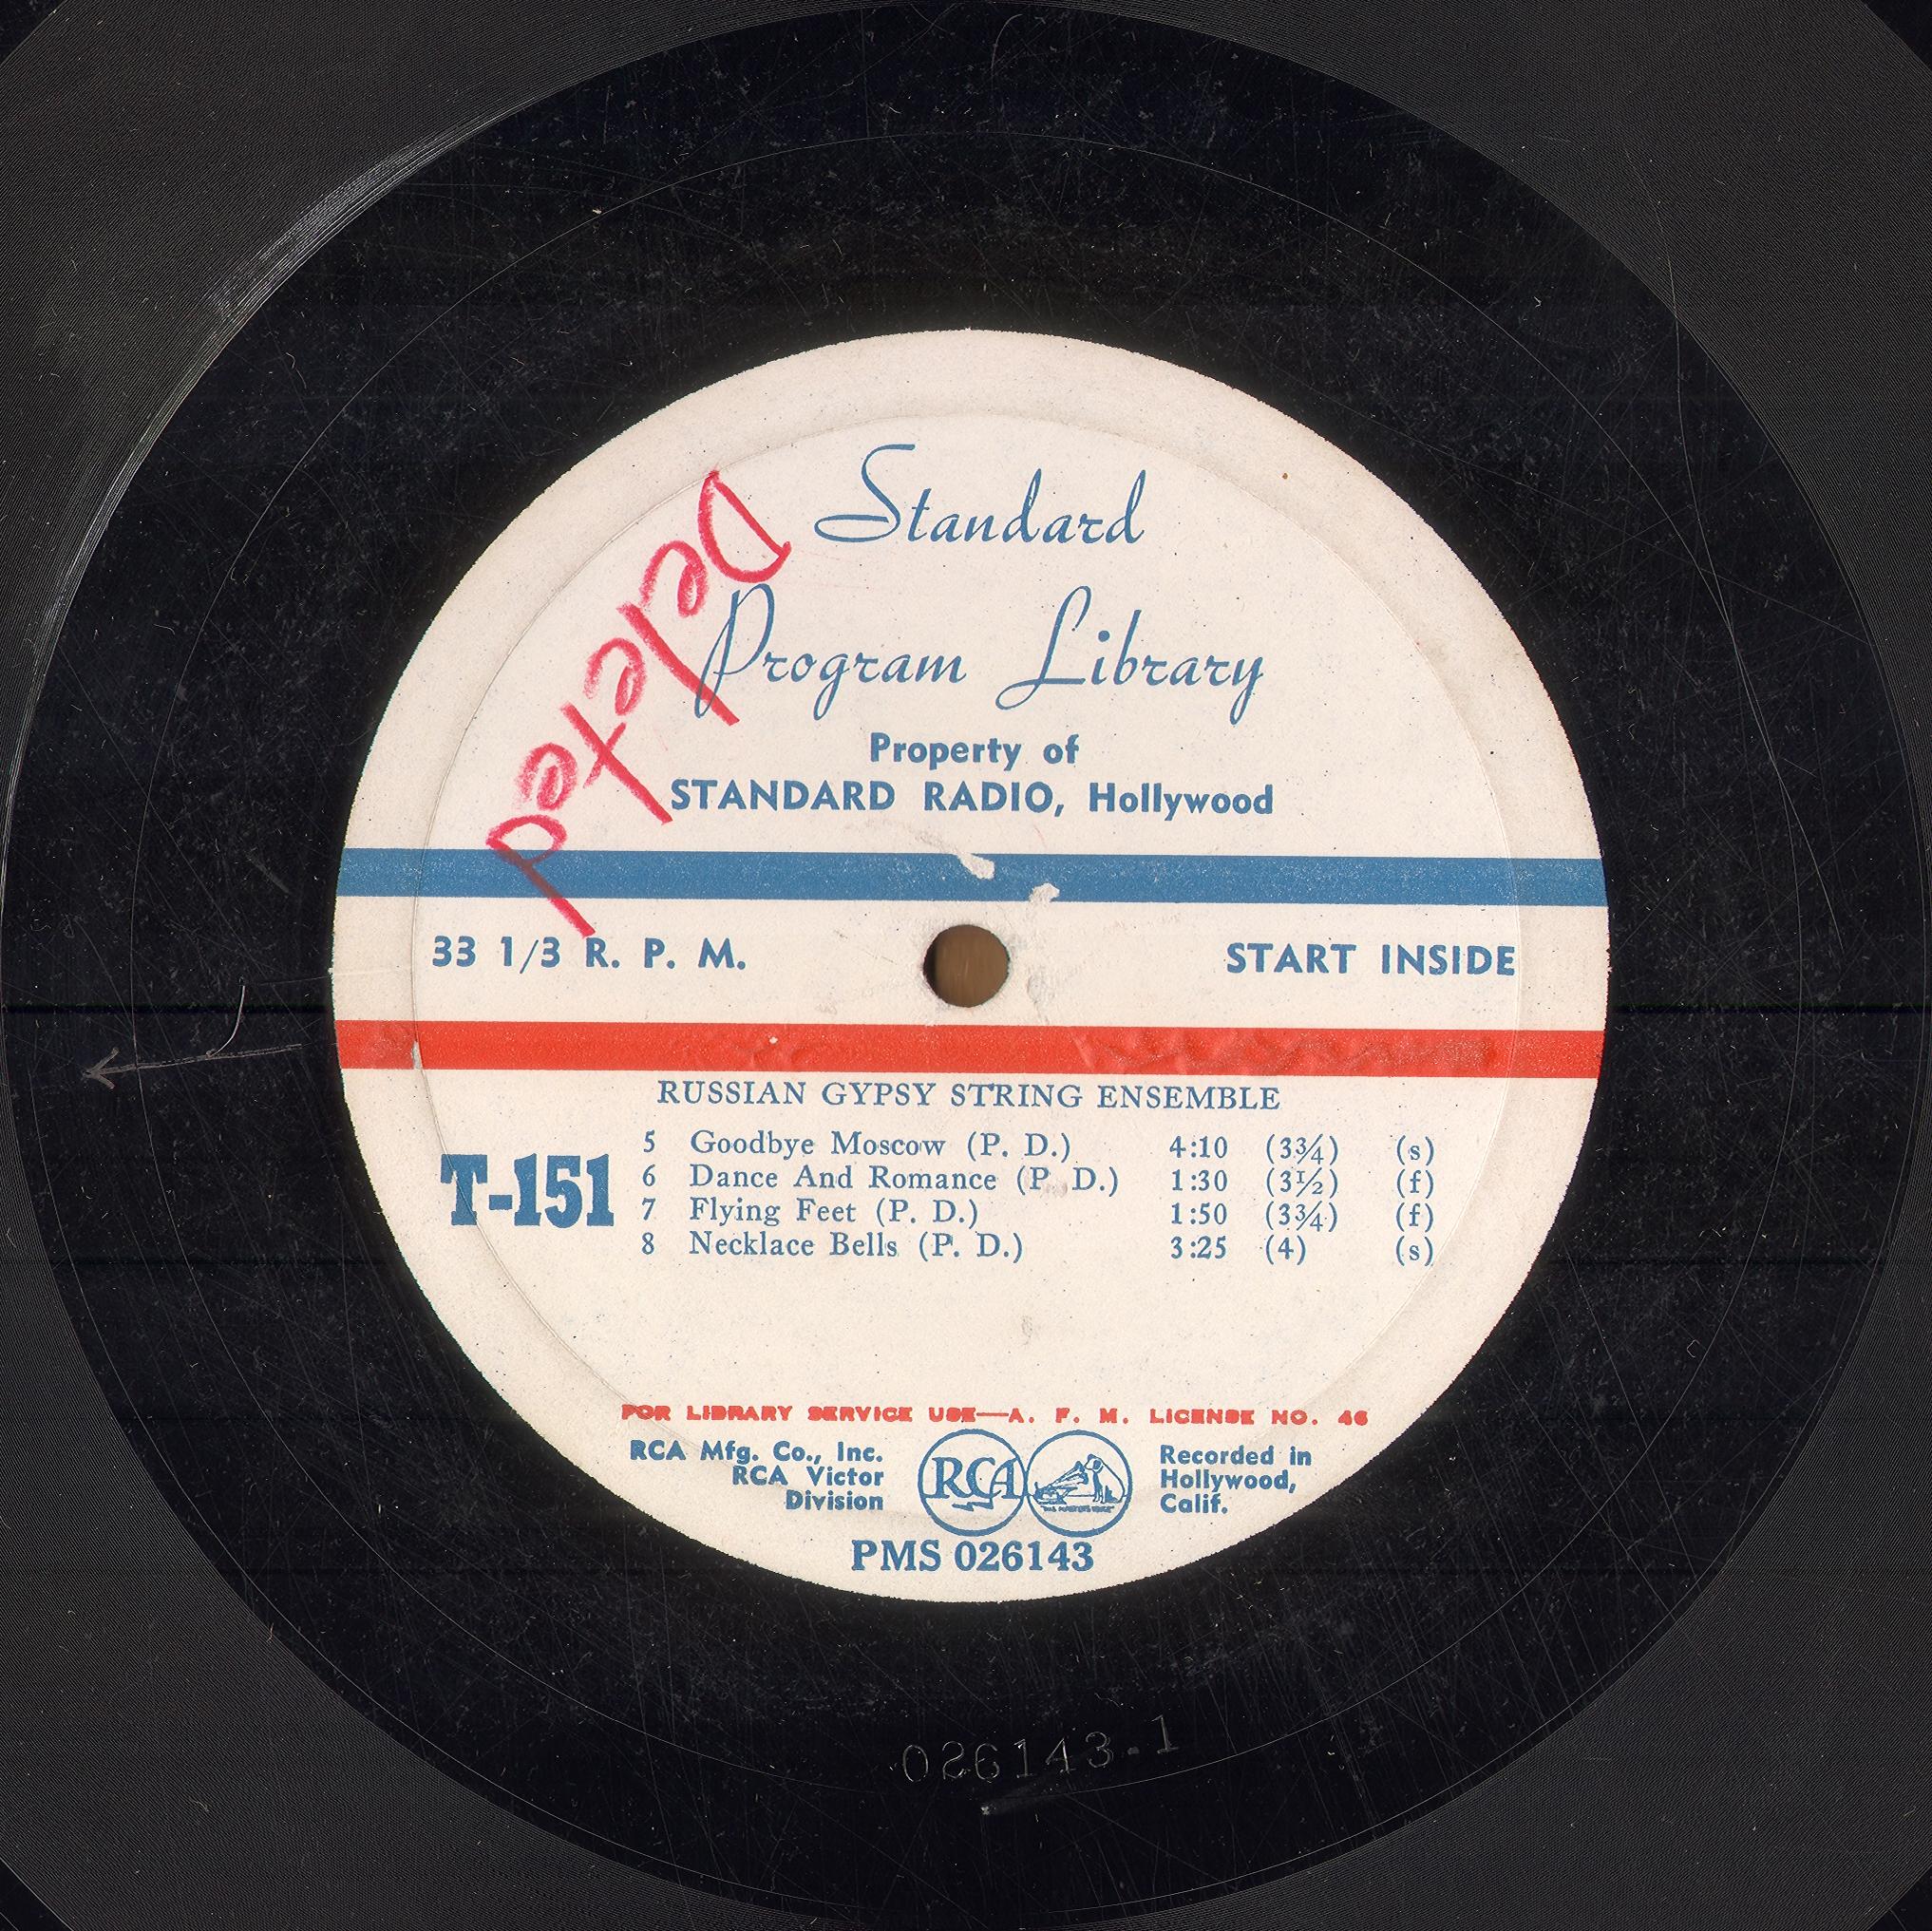 Standard
Program Library
Deleted
Property of
STANDARD RADIO, Hollywood
33 1/3 R. P. M.
START INSIDE
RUSSIAN GYPSY STRING ENSEMBLE
T-151
5 Goodbye Moscow (P. D.) 4:10 (3¾) (s)
6 Dance And Romance (P. D.) 1:30 (3½) (f)
7 Flying Feet (P. D.) 1:50 (3¾) (f)
8 Necklace Bells (P. D.) 3:25 (4) (s)
FOR LIBRARY SERVICE USE—A. F. M. LICENSE NO. 46
RCA Mfg. Co., Inc.
RCA Victor
Division
RCA
"HIS MASTER'S VOICE"
Recorded in
Hollywood,
Calif.
PMS 026143
026143-1